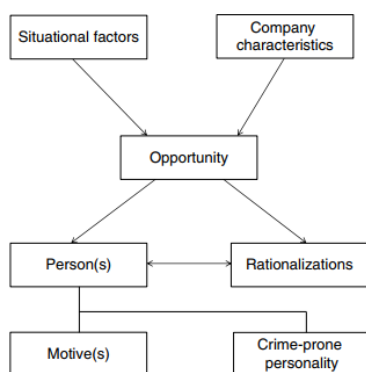 Situational factors
Company
characteristics
Opportunity
Person(s)
Rationalizations
Motive(s)
Crime-prone
personality